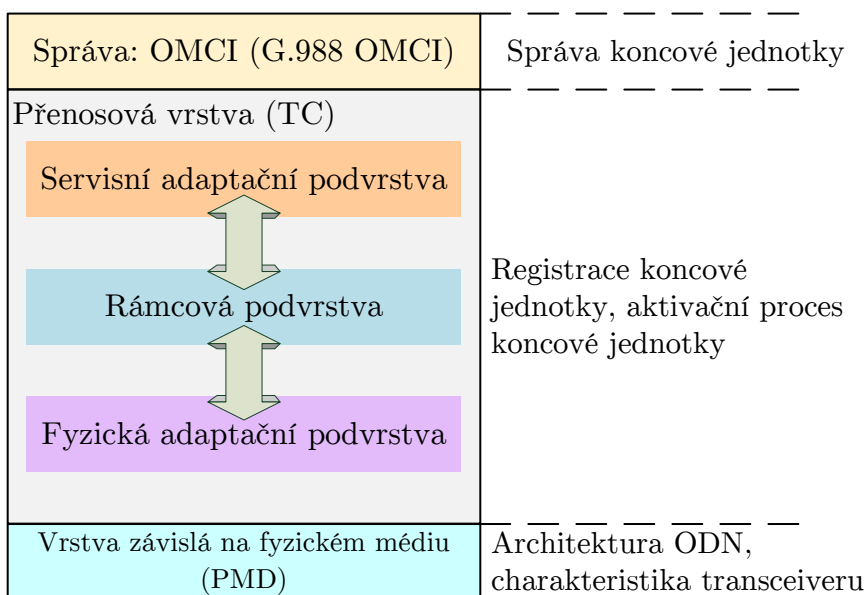 Správa: OMCI (G.988 OMCI)
Správa koncové jednotky
Přenosová vrstva (TC)
Servisní adaptační podvrstva
Rámcová podvrstva
Fyzická adaptační podvrstva
Registrace koncové
jednotky, aktivační proces
koncové jednotky
Vrstva závislá na fyzickém médiu
(PMD)
Architektura ODN,
charakteristika transceiveru